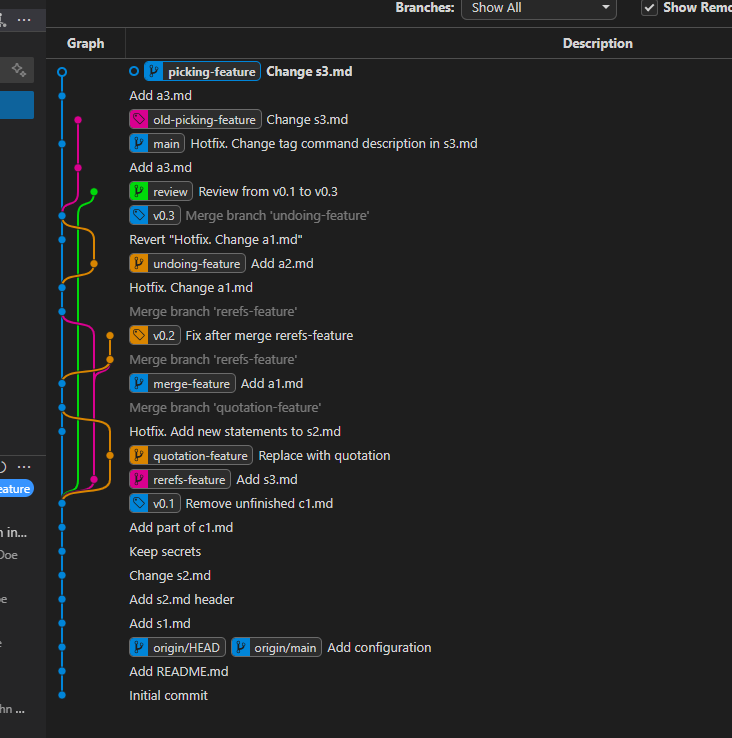 Branches: Show All Show Remo
Graph Description
picking-feature Change s3.md
Add a3.md
old-picking-feature Change s3.md
main Hotfix. Change tag command description in s3.md
Add a3.md
review Review from v0.1 to v0.3
v0.3 Merge branch 'undoing-feature'
Revert "Hotfix. Change a1.md"
undoing-feature Add a2.md
Hotfix. Change a1.md
Merge branch 'rerefs-feature'
v0.2 Fix after merge rerefs-feature
Merge branch 'rerefs-feature'
merge-feature Add a1.md
Merge branch 'quotation-feature'
Hotfix. Add new statements to s2.md
quotation-feature Replace with quotation
rerefs-feature Add s3.md
eature
v0.1 Remove unfinished c1.md
Add part of c1.md
n in...
Keep secrets
Doe
Change s2.md
Add s2.md header
Add s1.md
origin/HEAD origin/main Add configuration
Add README.md
Initial commit
hn ...